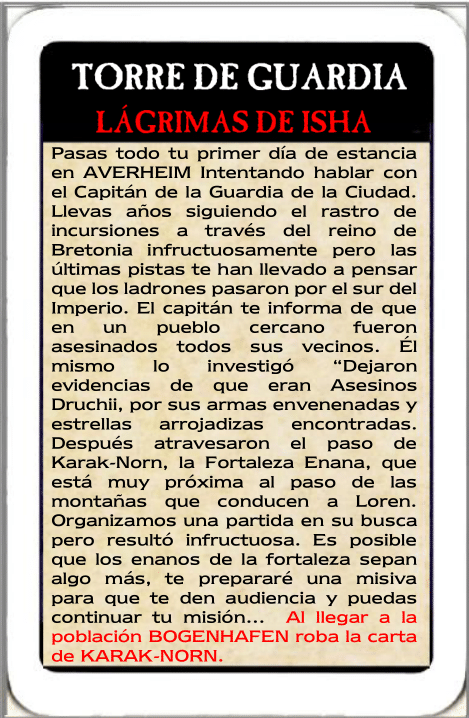 TORRE DE GUARDIA
LÁGRIMAS DE ISHA
Pasas todo tu primer día de estancia
en AVERHEIM Intentando hablar con
el Capitán de la Guardia de la Ciudad.
Llevas años siguiendo el rastro de
incursiones a través del reino de
Bretonia infructuosamente pero las
últimas pistas te han llevado a pensar
que los ladrones pasaron por el sur del
Imperio. El capitán te informa de que
en un pueblo cercano fueron
asesinados todos sus vecinos. Él
mismo lo investigó “Dejaron
evidencias de que eran Asesinos
Druchii, por sus armas envenenadas y
estrellas arrojadizas encontradas.
Después atravesaron el paso de
Karak-Norn, la Fortaleza Enana, que
está muy próxima al paso de las
montañas que conducen a Loren.
Organizamos una partida en su busca
pero resultó infructuosa. Es posible
que los enanos de la fortaleza sepan
algo más, te prepararé una misiva
para que te den audiencia y puedas
continuar tu misión... Al llegar a la
población BOGENHAFEN roba la carta
de KARAK-NORN.